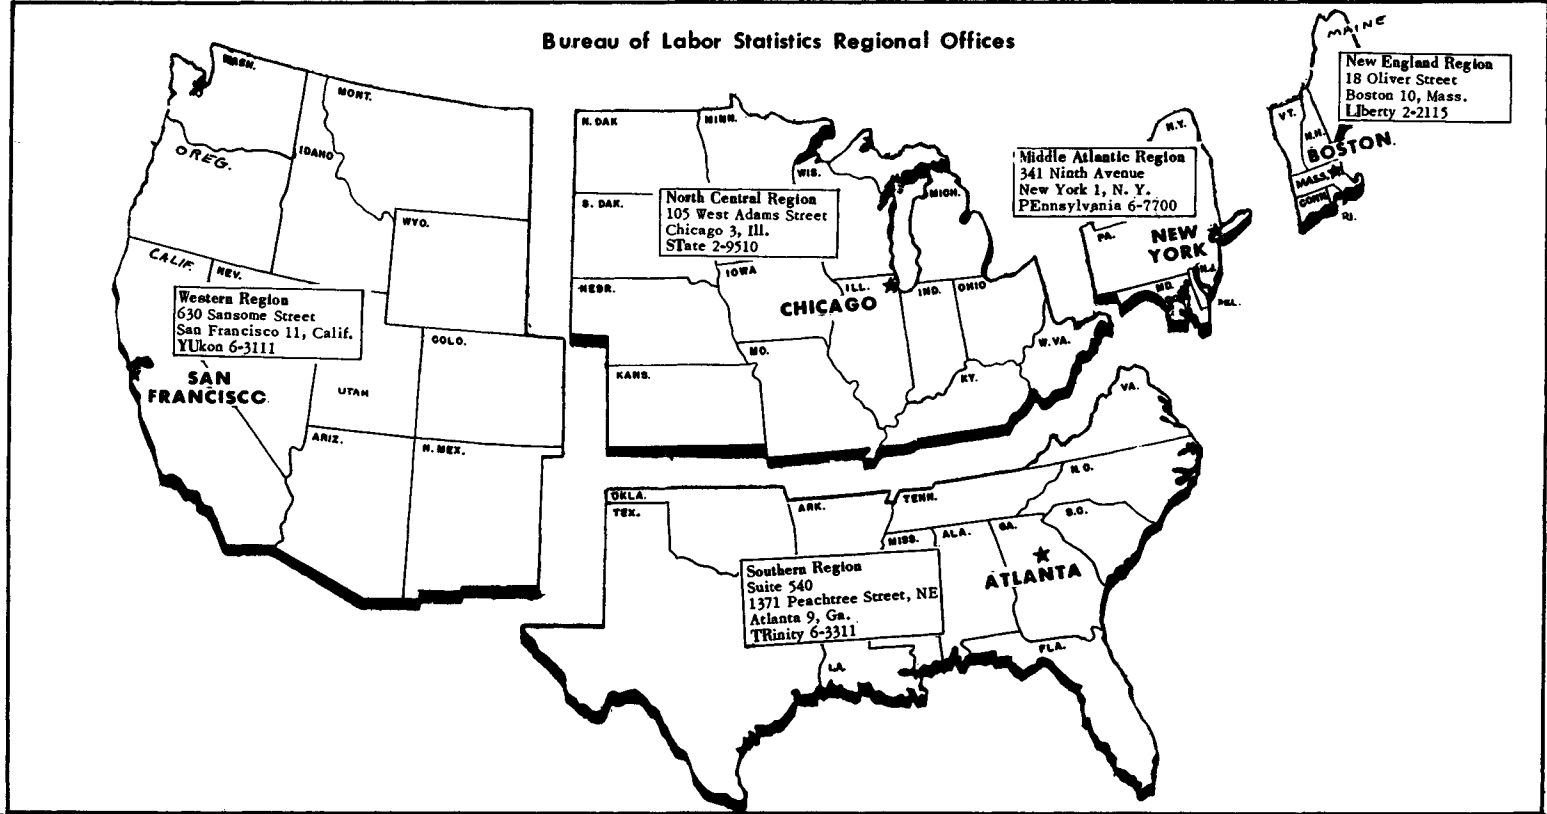 Bureau of Labor Statistics Regional Offices
MAINE
New England Region
18 Oliver Street
Boston 10, Mass.
LIberty 2-2115
VT.
N.H.
BOSTON
MASS.
CONN.
R.I.
N.Y.
Middle Atlantic Region
341 Ninth Avenue
New York 1, N. Y.
PEnnsylvania 6-7700
PA.
NEW
YORK
N.J.
MD.
DEL.
WASH.
MONT.
OREG.
IDAHO
WYO.
CALIF.
NEV.
Western Region
630 Sansome Street
San Francisco 11, Calif.
YUkon 6-3111
SAN
FRANCISCO
UTAH
COLO.
ARIZ.
N. MEX.
N. DAK
MINN.
WIS.
MICH.
S. DAK.
North Central Region
105 West Adams Street
Chicago 3, Ill.
STate 2-9510
IOWA
NEBR.
ILL.
CHICAGO
IND.
OHIO
W. VA.
MO.
KANS.
KY.
VA.
N.C.
OKLA.
TEX.
ARK.
TENN.
S.C.
MISS.
ALA.
GA.
ATLANTA
Southern Region
Suite 540
1371 Peachtree Street, NE
Atlanta 9, Ga.
TRinity 6-3311
LA.
FLA.